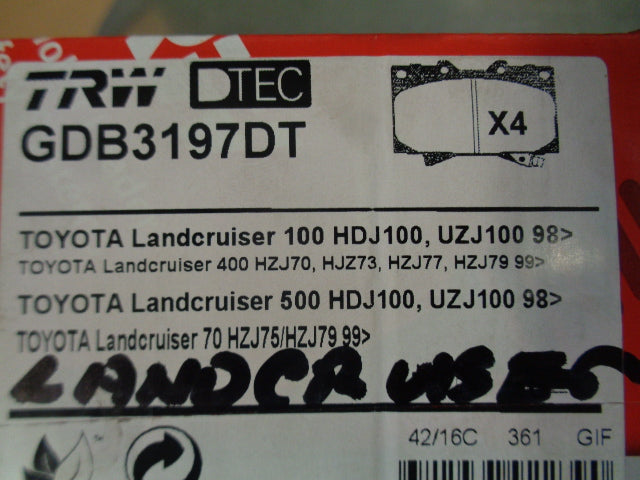 TRW DTEC
GDB3197DT
X4
TOYOTA Landcruiser 100 HDJ100, UZJ100 98>
TOYOTA Landcruiser 400 HZJ70, HJZ73, HZJ77, HZJ79 99>
TOYOTA Landcruiser 500 HDJ100, UZJ100 98>
TOYOTA Landcruiser 70 HZJ75/HZJ79 99>
LANDCRUISER
42/16C 361 GIF